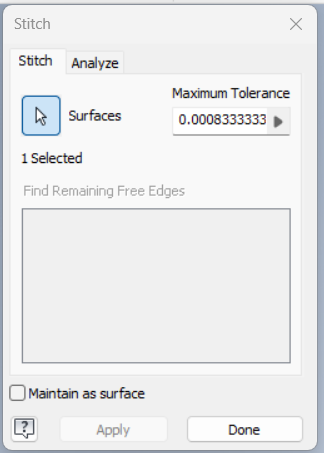 Stitch
Stitch
Analyze
Maximum Tolerance
Surfaces
0.0008333333
1 Selected
Find Remaining Free Edges
Maintain as surface
?
Apply
Done